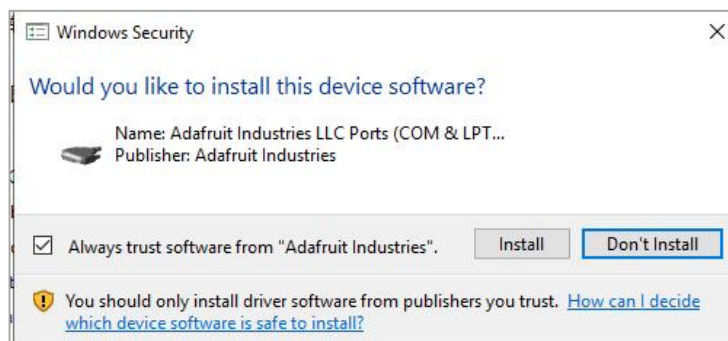 Windows Security
Would you like to install this device software?
Name: Adafruit Industries LLC Ports (COM & LPT...
Publisher: Adafruit Industries
Always trust software from "Adafruit Industries".
Install
Don't Install
You should only install driver software from publishers you trust. How can I decide
which device software is safe to install?